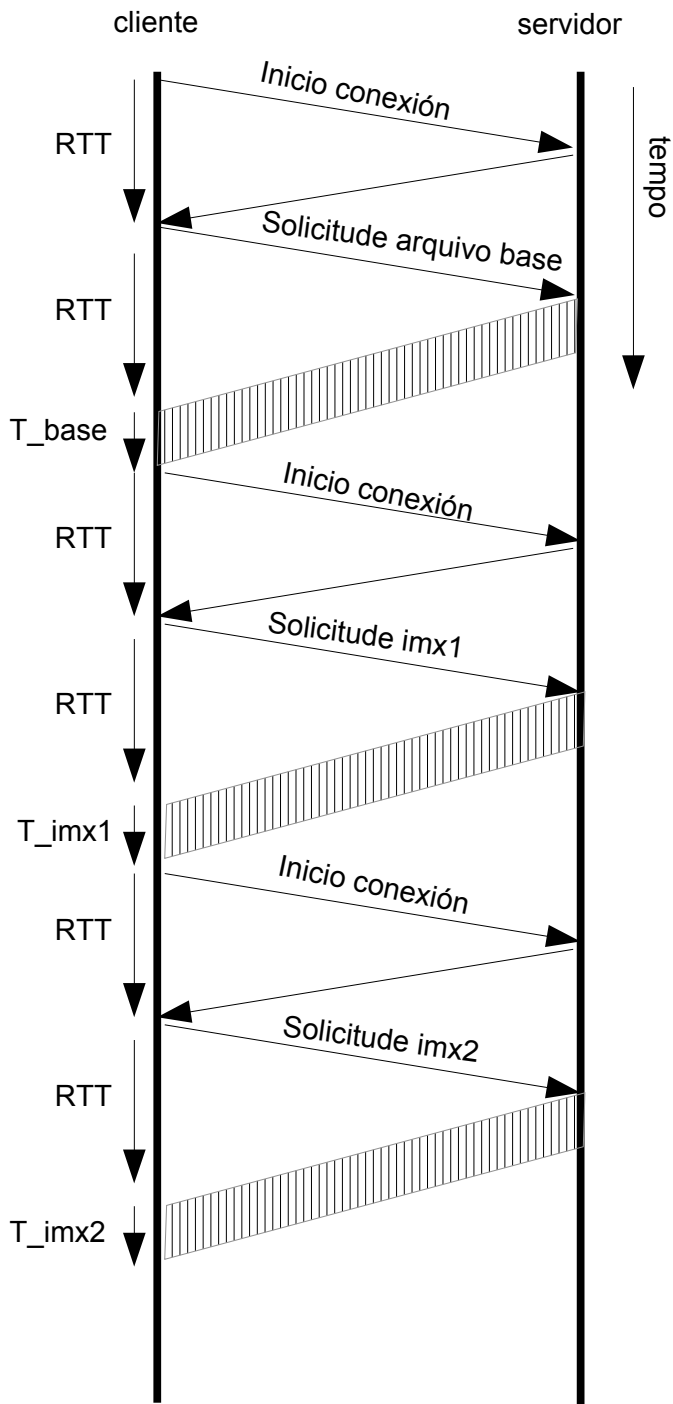 cliente
servidor
Inicio conexión
RTT
tempo
Solicitude arquivo base
RTT
T_base
Inicio conexión
RTT
Solicitude imx1
RTT
T_imx1
Inicio conexión
RTT
Solicitude imx2
RTT
T_imx2